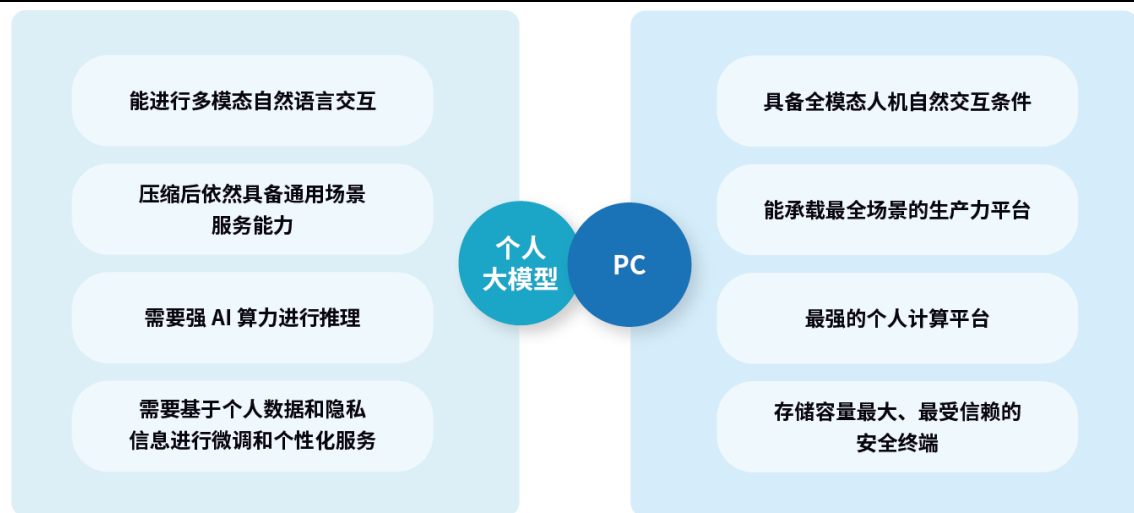 能进行多模态自然语言交互
压缩后依然具备通用场景
服务能力
需要强 AI 算力进行推理
需要基于个人数据和隐私
信息进行微调和个性化服务
个人
大模型
PC
具备全模态人机自然交互条件
能承载最全场景的生产力平台
最强的个人计算平台
存储容量最大、最受信赖的
安全终端